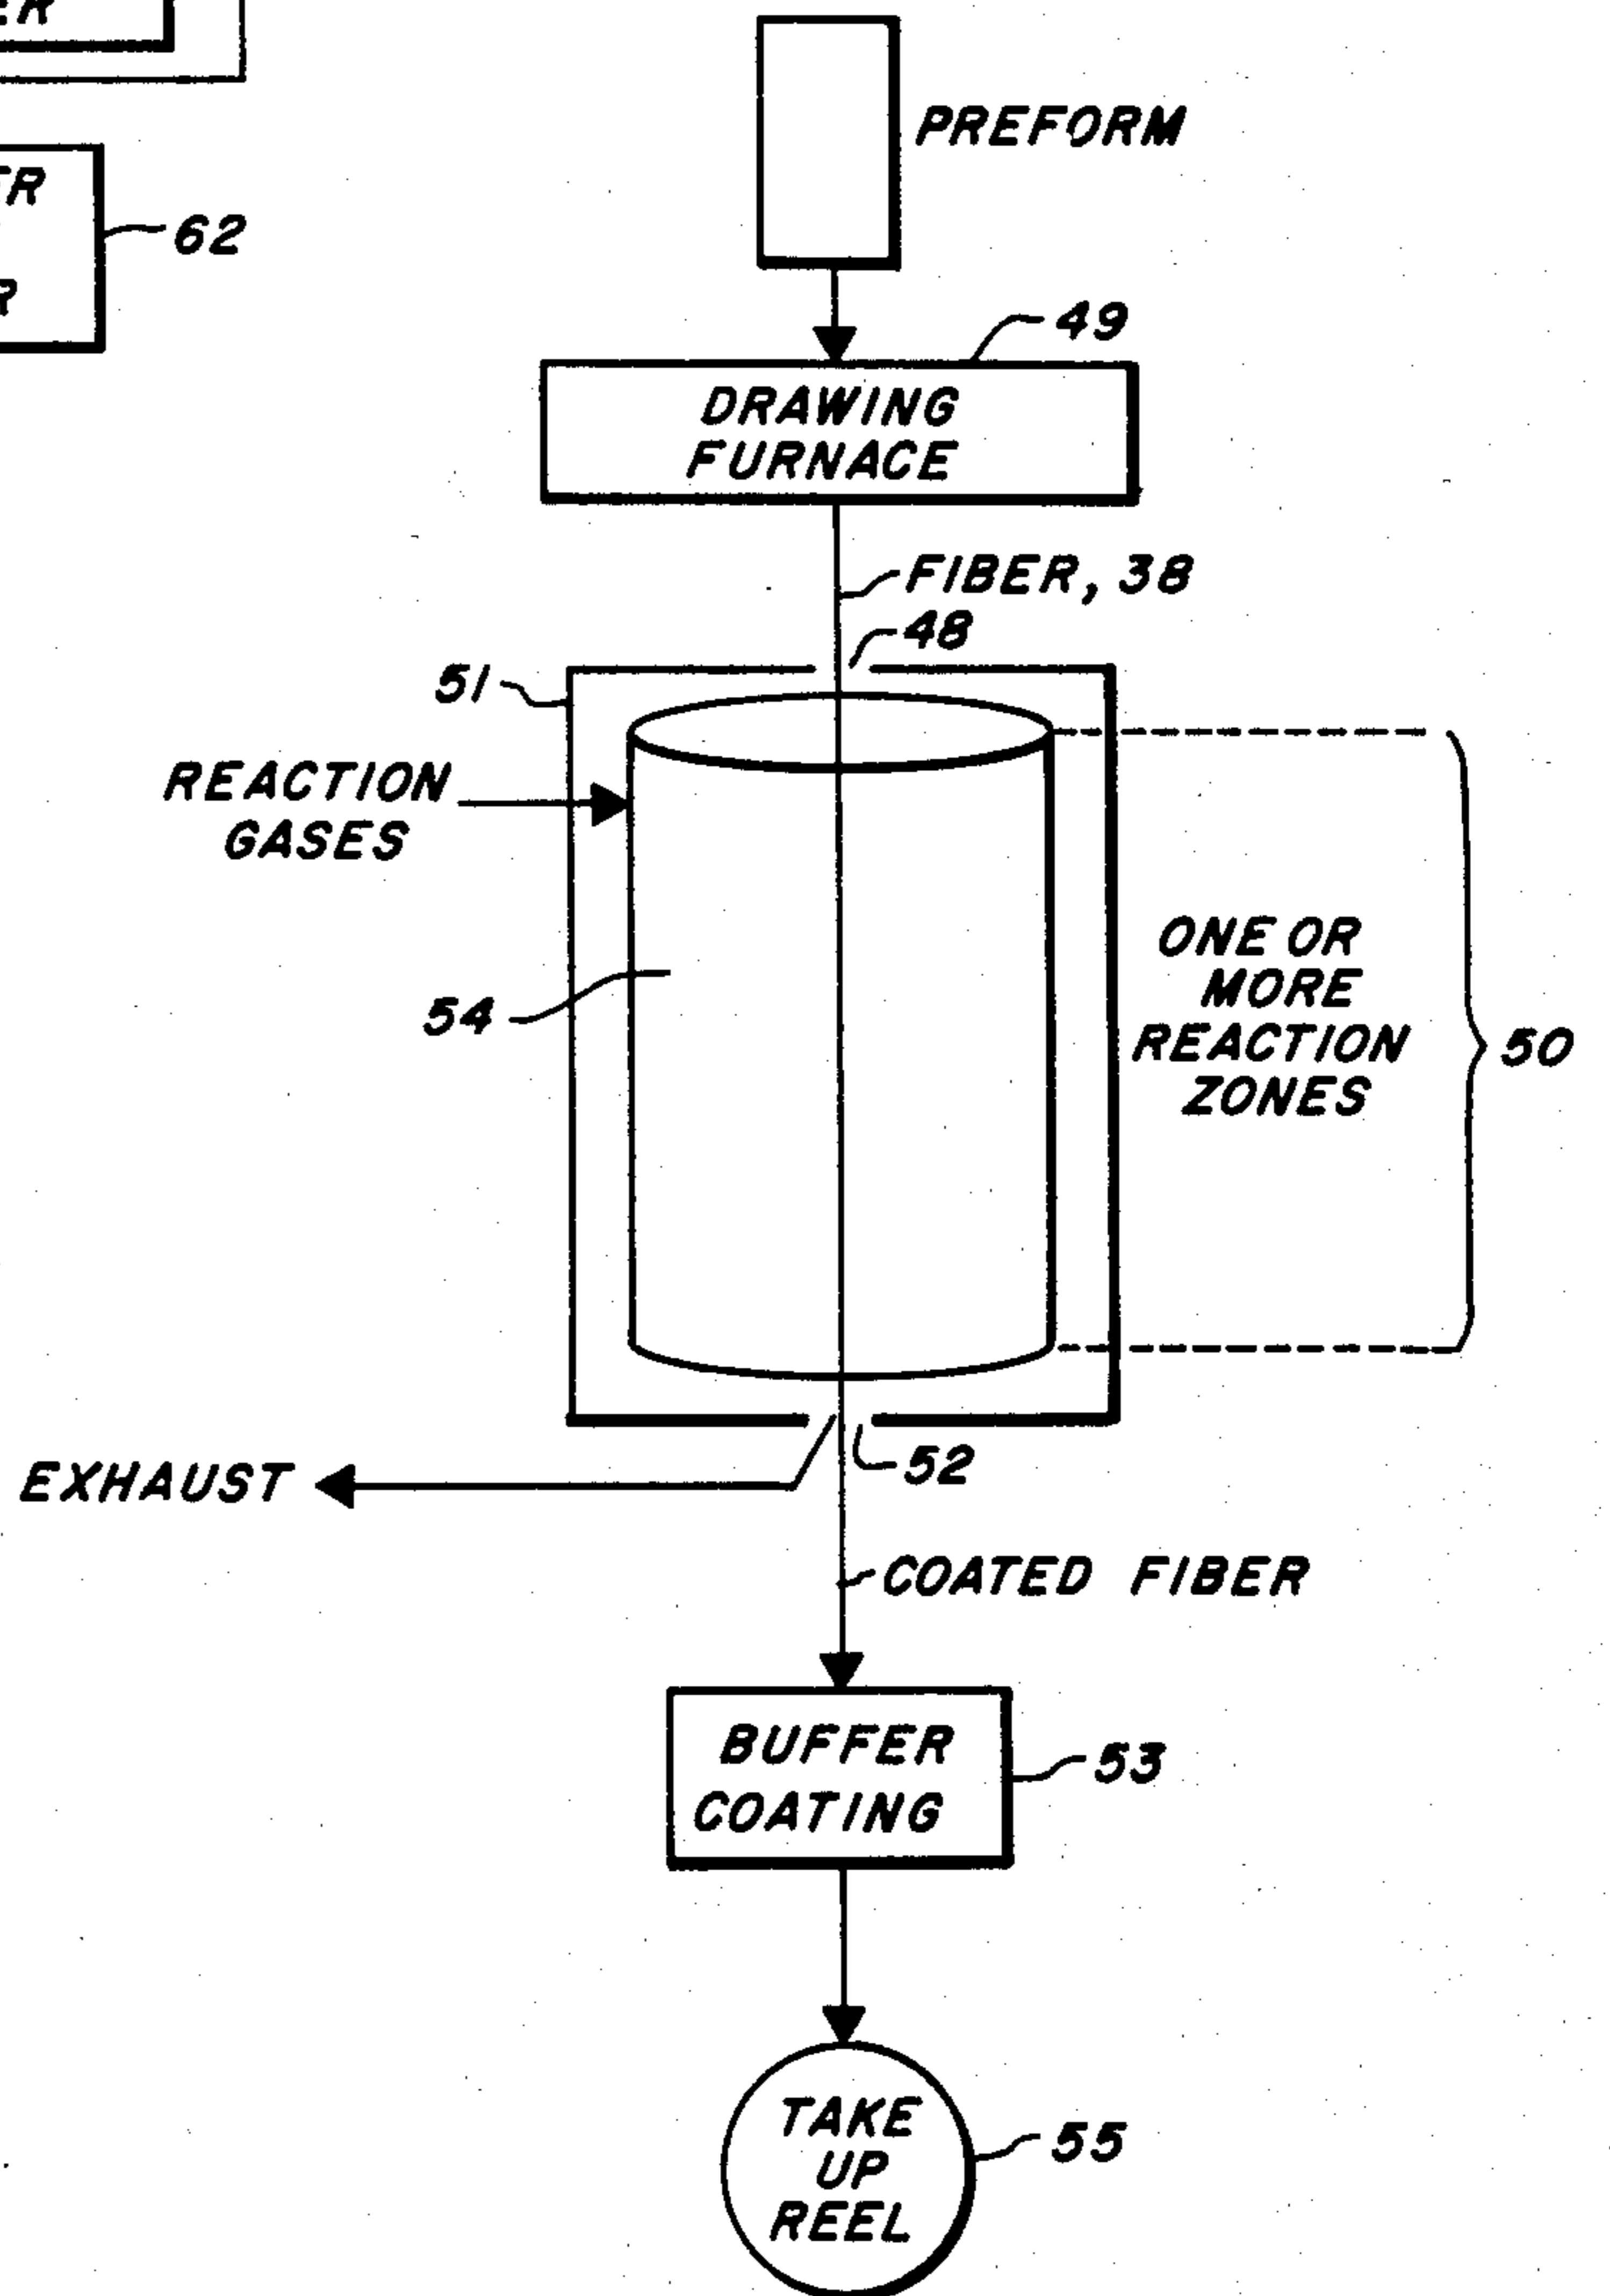 PREFORM
62
49
DRAWING
FURNACE
FIBER, 38
48
51
REACTION
GASES
ONE OR
MORE
REACTION
ZONES
50
54
EXHAUST
52
COATED FIBER
BUFFER
COATING
53
TAKE
UP
REEL
55